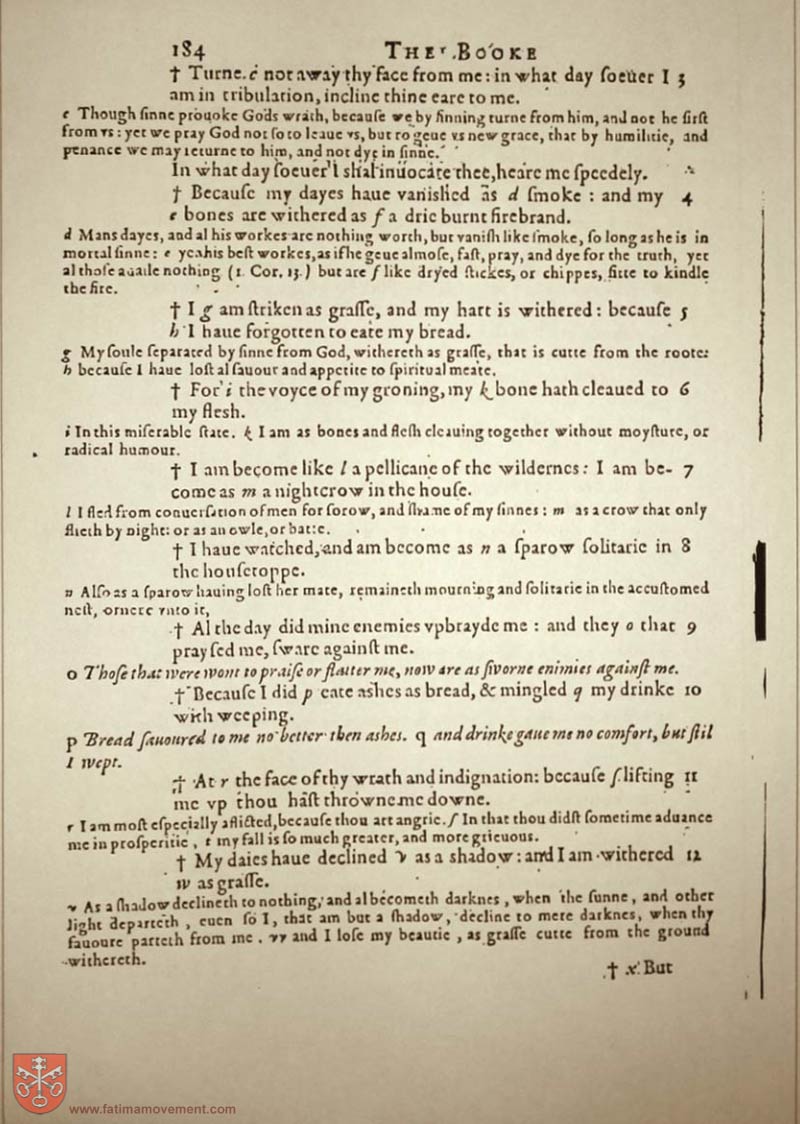 184 THE BOOKE
† Turne c not away thy face from me: in what day ſoeuer I 3
am in tribulation, incline thine eare to me.
c Though ſinne prouoke Gods wrath, becauſe we by ſinning turne from him, and not he firſt
from vs: yet we pray God not ſo to leaue vs, but to geue vs new grace, that by humilitie, and
penance we may returne to him, and not dye in ſinne.
In what day ſoeuer I ſhal inuocate thee, heare me ſpeedely.
† Becauſe my dayes haue vaniſhed as d ſmoke: and my 4
e bones are withered as f a drie burnt firebrand.
d Mans dayes, and al his workes are nothing worth, but vaniſh like ſmoke, ſo long as he is in
mortal ſinne: e yea his beſt workes, as if he geue almoſe, faſt, pray, and dye for the truth, yet
al thoſe auaile nothing (1. Cor. 13.) but are f like dryed ſtickes, or chippes, fitte to kindle
the fire.
† I g am ſtriken as graſſe, and my hart is withered: becauſe 5
h I haue forgotten to eate my bread.
g My ſoule ſeparated by ſinne from God, withereth as graſſe, that is cutte from the roote:
h becauſe I haue loſt al ſauour and appetite to ſpiritual meate.
† For i the voyce of my groning, my k bone hath cleaued to 6
my fleſh.
i In this miſerable ſtate. k I am as bones and fleſh cleauing together without moyſture, or
radical humour.
† I am become like l a pellicane of the wildernes: I am be- 7
come as m a nightcrow in the houſe.
l I fled from conuerſation of men for ſorow, and ſhame of my ſinnes: m as a crow that only
flieth by night: or as an owle, or batte.
† I haue watched, and am become as n a ſparow ſolitarie in 8
the houſetoppe.
n Alſo as a ſparow hauing loſt her mate, remaineth mourning and ſolitarie in the accuſtomed
neſt, or nere vnto it,
† Al the day did mine enemies vpbrayde me: and they o that 9
prayſed me, ſware againſt me.
o Thoſe that were wont to praiſe or flatter me, now are as ſworne enimies againſt me.
† Becauſe I did p eate aſhes as bread, & mingled q my drinke 10
with weeping.
p Bread ſauoured to me no better then aſhes. q and drinke gaue me no comfort, but ſtil
I wept.
† At r the face of thy wrath and indignation: becauſe ſ lifting 11
me vp thou haſt throwne me downe.
r I am moſt eſpecially aflicted, becauſe thou art angrie. ſ In that thou didſt ſometime aduance
me in proſperitie, t my fall is ſo much greater, and more grieuous.
† My daies haue declined v as a ſhadow: and I am withered 12
w as graſſe.
v As a ſhadow declineth to nothing, and al becometh darknes, when the ſunne, and other
light departeth, euen ſo I, that am but a ſhadow, decline to mere darknes, when thy
fauoure parteth from me. vv and I loſe my beautie, as graſſe cutte from the ground
withereth.
† x But
www.fatimamovement.com